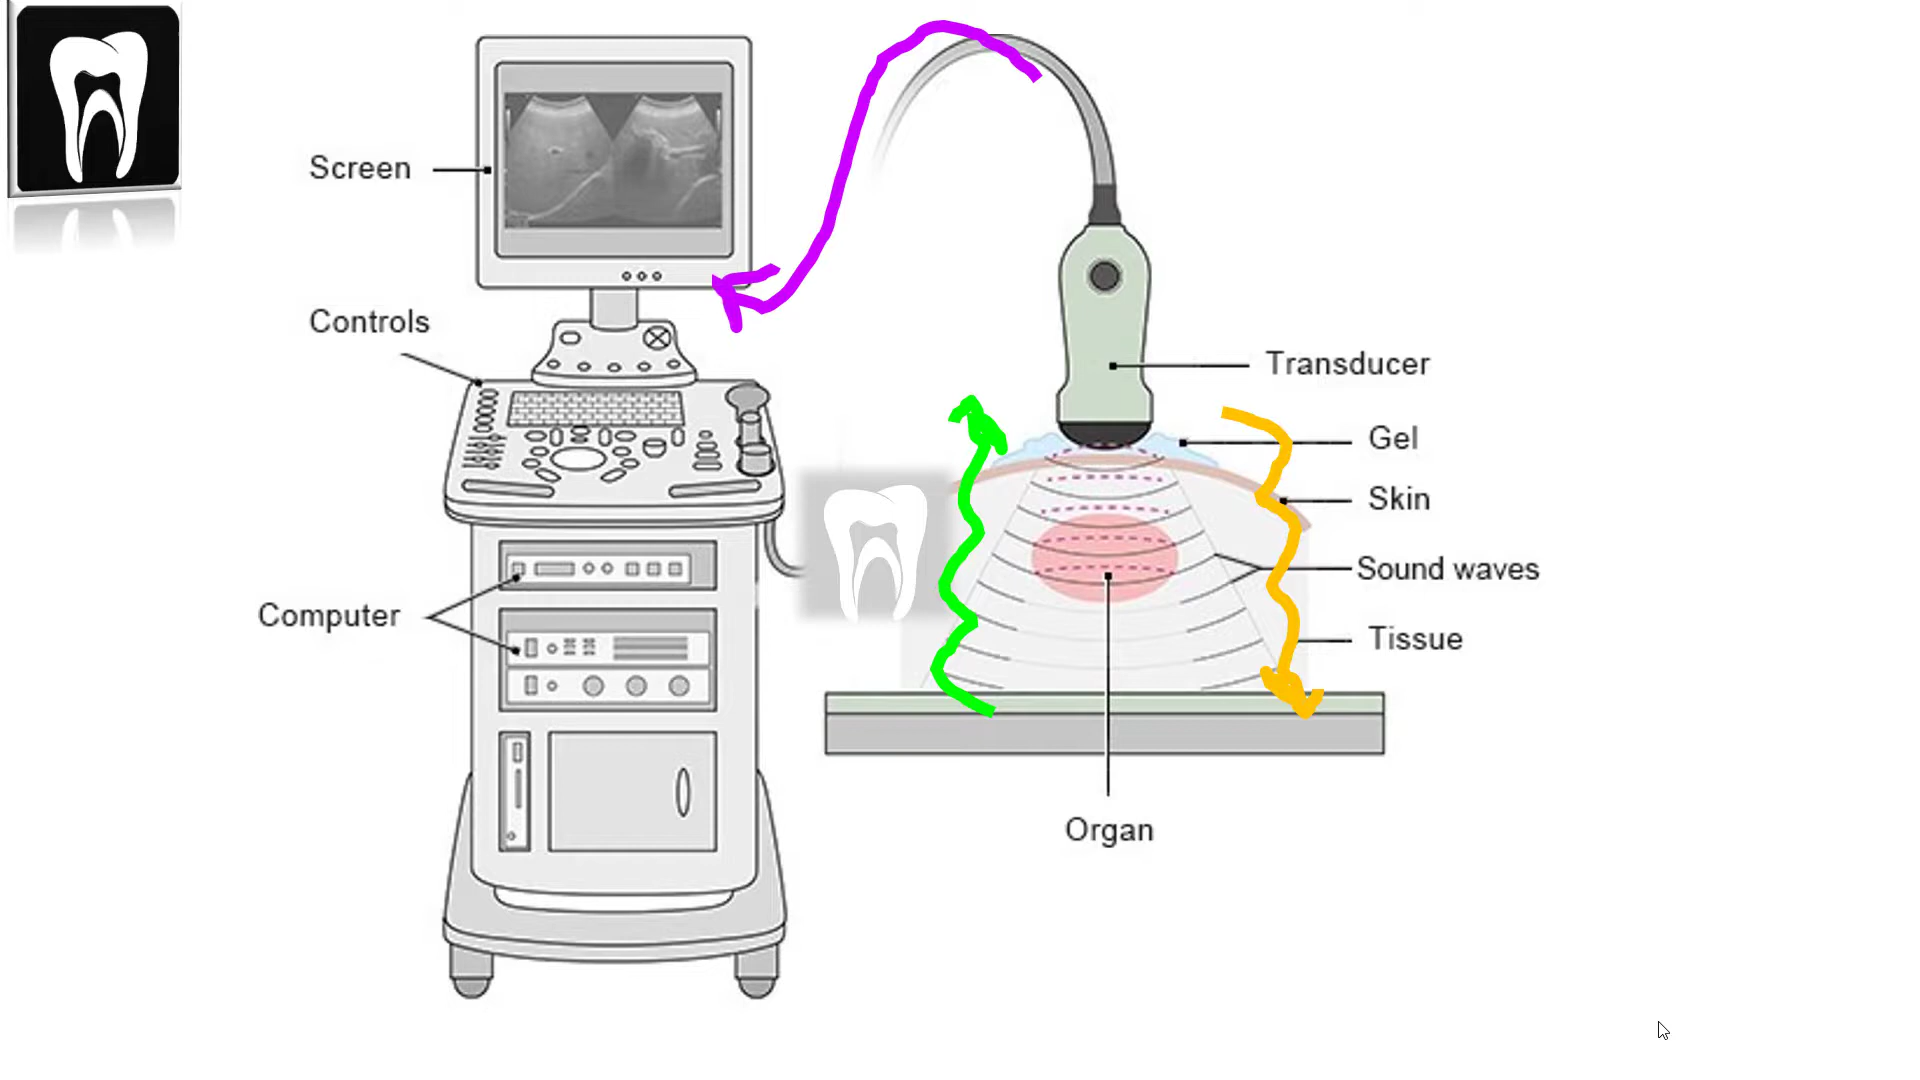 Screen
Controls
Computer
Transducer
Gel
Skin
Sound waves
Tissue
Organ